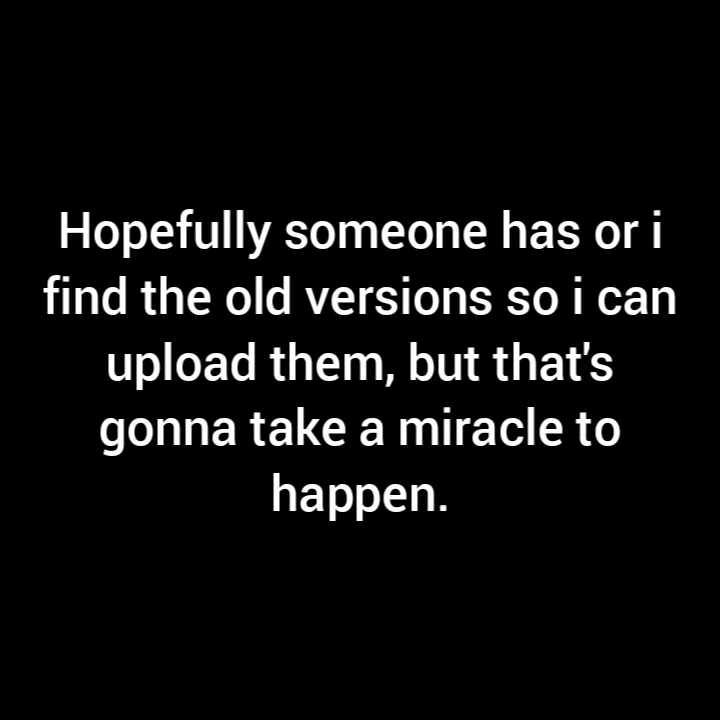 Hopefully someone has or i
find the old versions so i can
upload them, but that's
gonna take a miracle to
happen.